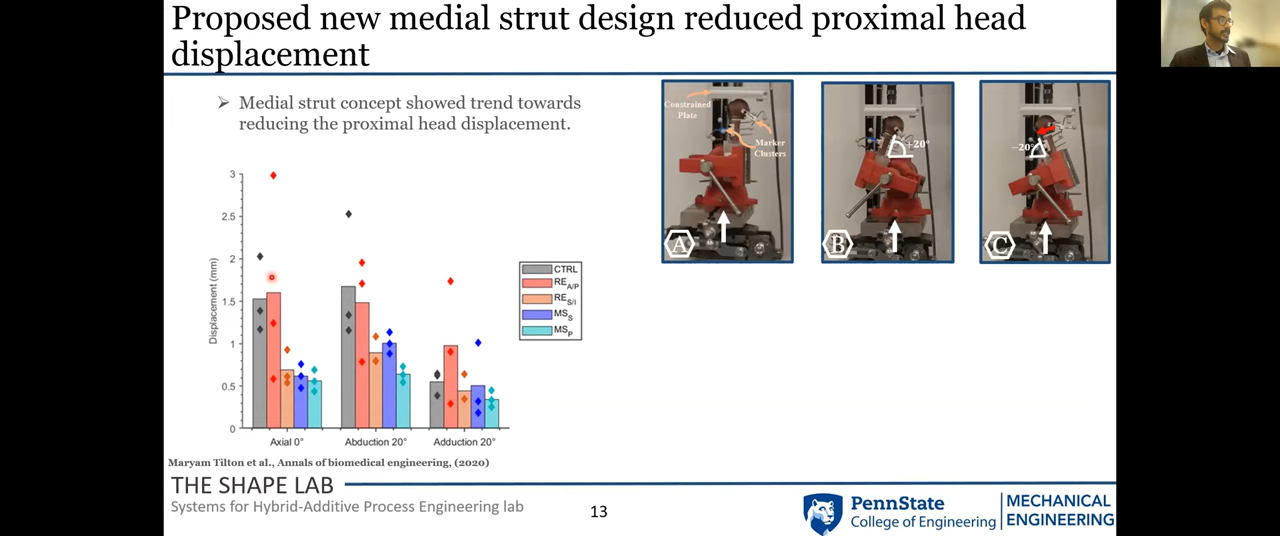 Proposed new medial strut design reduced proximal head
displacement
Medial strut concept showed trend towards
reducing the proximal head displacement.
Constrained
Plate
Marker
Clusters
A
+20°
B
−20°
C
3
2.5
2
1.5
1
0.5
0
Displacement (mm)
Axial 0°
Abduction 20°
Adduction 20°
CTRL
RE A/P
RE S/I
MS S
MS P
Maryam Tilton et al., Annals of biomedical engineering, (2020)
THE SHAPE LAB
Systems for Hybrid-Additive Process Engineering lab
13
PennState
College of Engineering
MECHANICAL
ENGINEERING